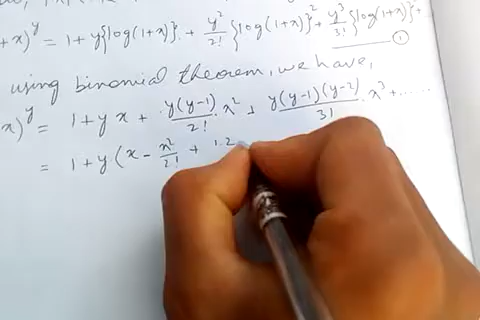 +x)^y = 1 + y{log(1+x)} + y²/2! {log(1+x)}² + y³/3! {log(1+x)}³ +
①
using binomial theorem, we have,
x)^y = 1 + yx + y(y-1)/2! · x² + y(y-1)(y-2)/3! · x³ + ......
= 1 + y(x - x²/2! + 1.2